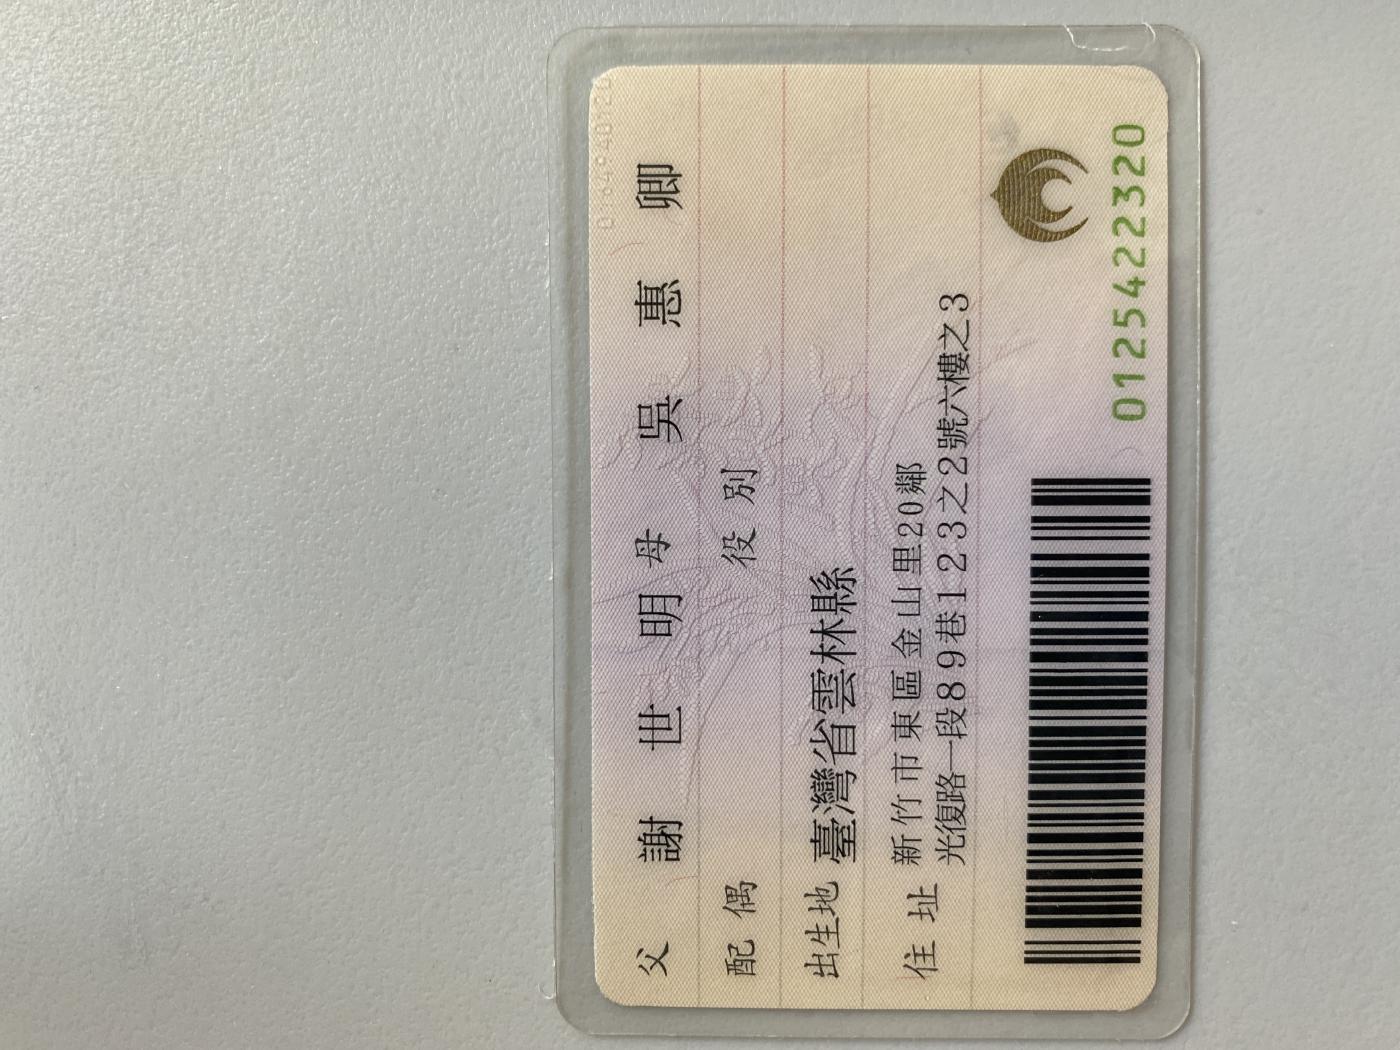 父 謝世明 母 吳惠卿
配偶 役別
出生地 臺灣省雲林縣
住址 新竹市東區金山里20鄰
光復路一段89巷123之2號六樓之3
0125422320